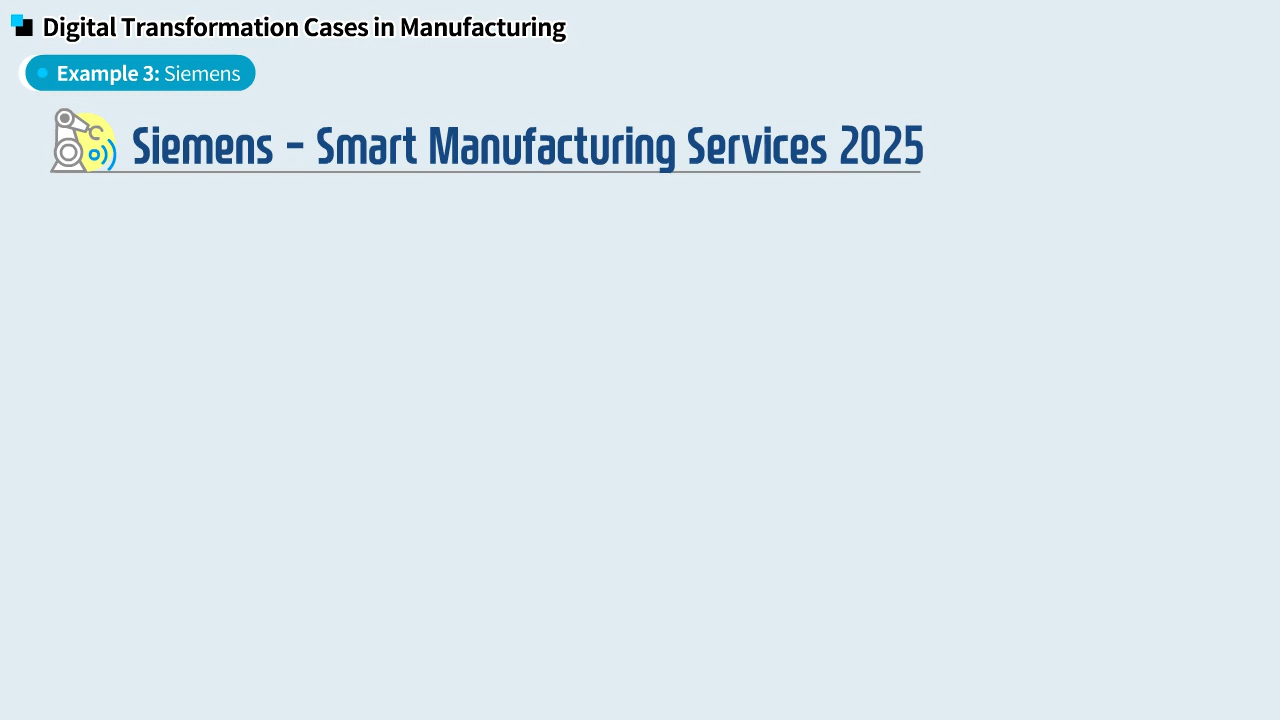 Digital Transformation Cases in Manufacturing
Example 3: Siemens
Siemens - Smart Manufacturing Services 2025